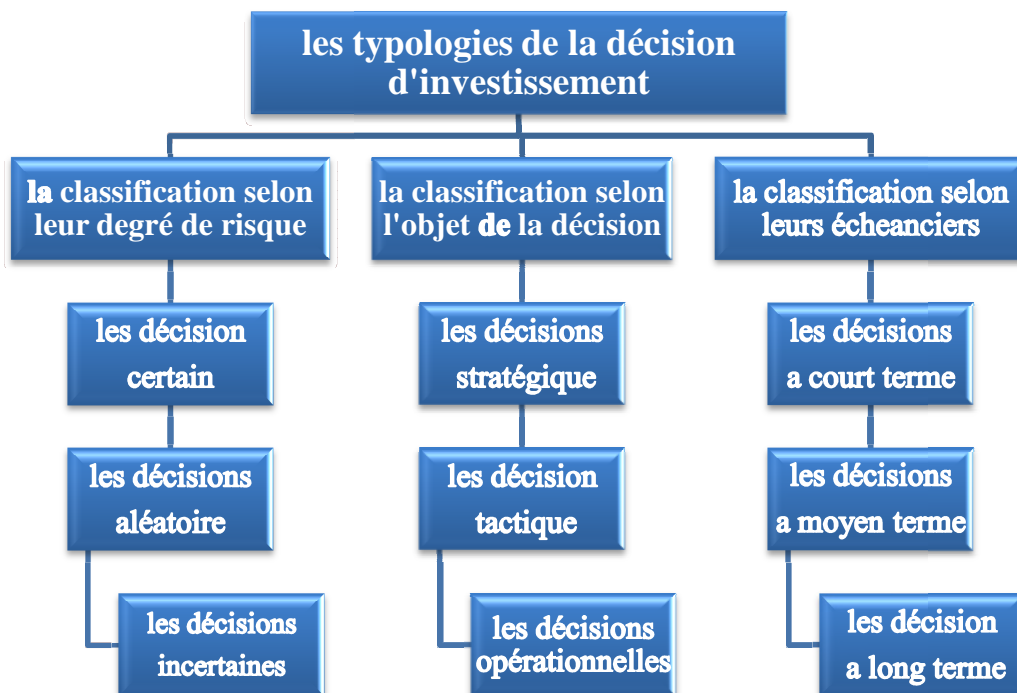 les typologies de la décision
d'investissement
la classification selon
leur degré de risque
les décision
certain
les décisions
aléatoire
les décisions
incertaines
la classification selon
l'objet de la décision
les décisions
stratégique
les décision
tactique
les décisions
opérationnelles
la classification selon
leurs écheanciers
les décisions
a court terme
les décisions
a moyen terme
les décision
a long terme